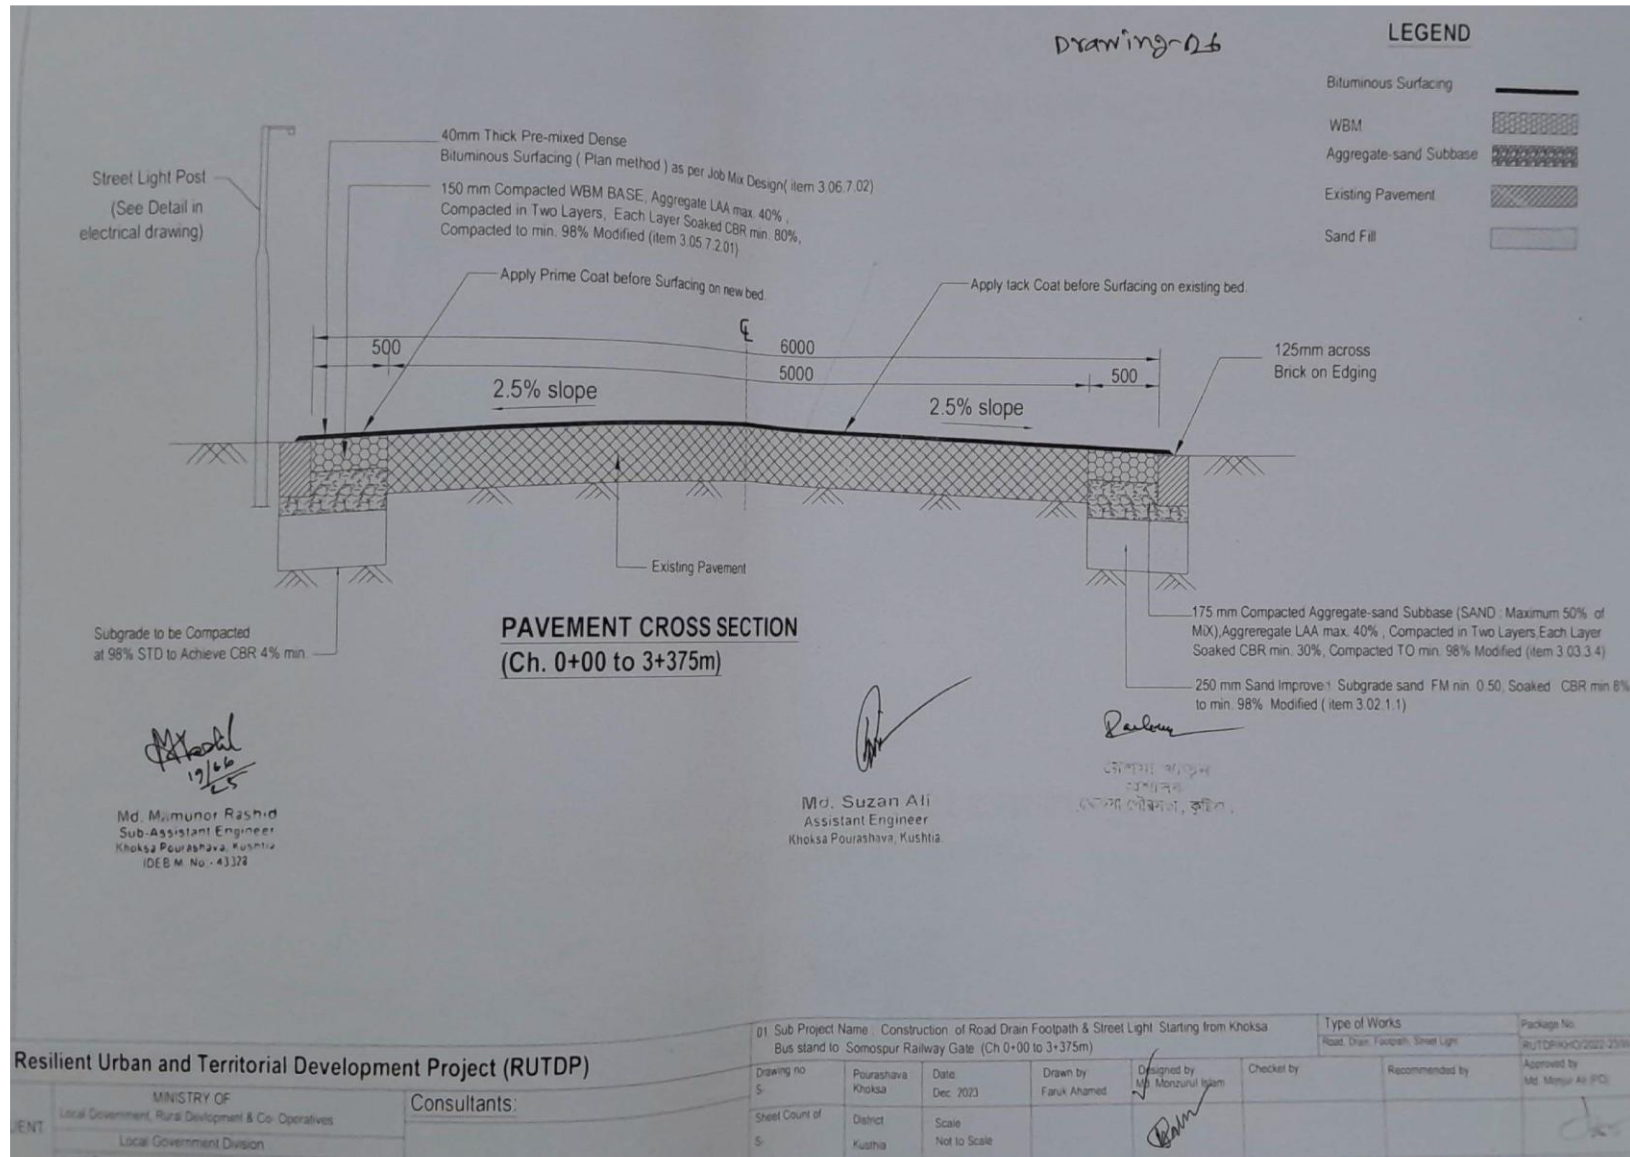 Drawing-06
LEGEND
Bituminous Surfacing
WBM
Aggregate-sand Subbase
Existing Pavement
Sand Fill
40mm Thick Pre-mixed Dense
Bituminous Surfacing ( Plan method ) as per Job Mix Design( item 3.06.7.02)
150 mm Compacted WBM BASE, Aggregate LAA max. 40% ,
Compacted in Two Layers, Each Layer Soaked CBR min. 80%,
Compacted to min. 98% Modified (item 3.05.7.2.01)
Street Light Post
(See Detail in
electrical drawing)
Apply Prime Coat before Surfacing on new bed.
Apply tack Coat before Surfacing on existing bed.
500
6000
5000
500
2.5% slope
2.5% slope
125mm across
Brick on Edging
Existing Pavement
Subgrade to be Compacted
at 98% STD to Achieve CBR 4% min.
PAVEMENT CROSS SECTION
(Ch. 0+00 to 3+375m)
175 mm Compacted Aggregate-sand Subbase (SAND : Maximum 50% of
MiX),Aggreregate LAA max. 40% , Compacted in Two Layers,Each Layer
Soaked CBR min. 30%, Compacted TO min. 98% Modified (item 3.03.3.4)
250 mm Sand Improve Subgrade sand FM 0.50, Soaked CBR min 8%
to min. 98% Modified ( item 3.02.1.1)
Md. Mamunor Rashid
Sub-Assistant Engineer
Khoksa Pourashava, Kushtia
IDEB M. No - 43328
Md. Suzan Ali
Assistant Engineer
Khoksa Pourashava, Kushtia.
Resilient Urban and Territorial Development Project (RUTDP)
MINISTRY OF
Local Government, Rural Devlopment & Co- Operatives
Local Government Division
Consultants:
01 Sub Project Name : Construction of Road Drain Footpath & Street Light Starting from Khoksa
Bus stand to Somospur Railway Gate (Ch 0+00 to 3+375m)
Type of Works
Road, Drain, Footpath, Street Light
Package No
Drawing no
S-
Pourashava
Khoksa
Date
Dec. 2023
Drawn by
Faruk Ahamed
Designed by
Md Monzurul Islam
Checket by
Recommended by
Approved by
Sheet Count of
S-
District
Kusthia
Scale
Not to Scale